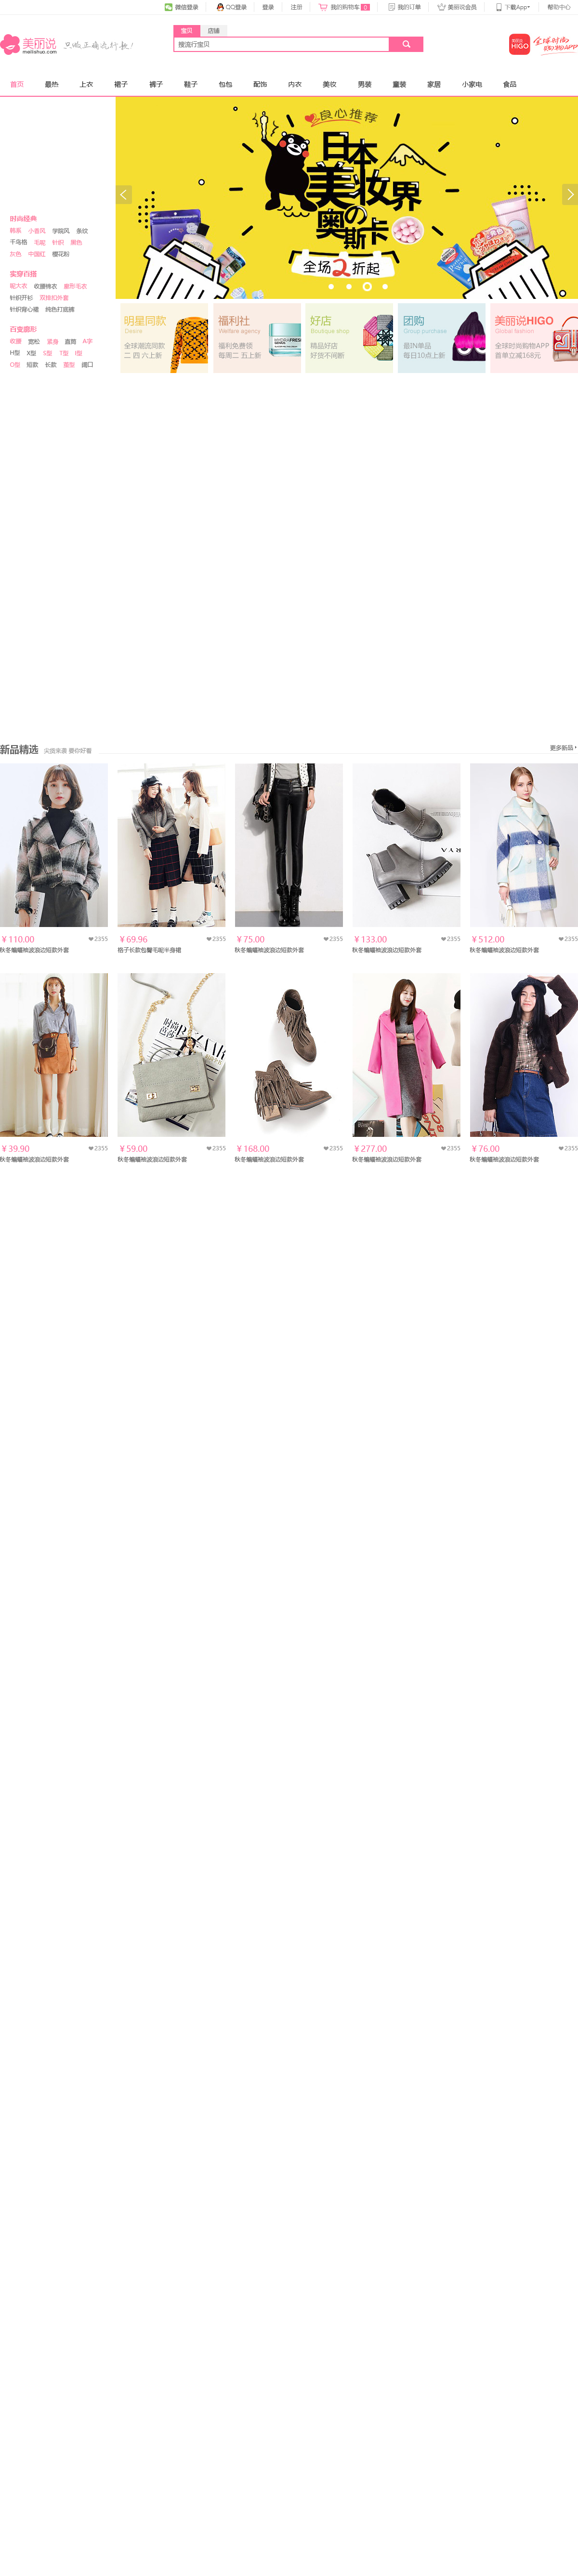 微信登录 QQ登录 登录 注册 我的购物车 0 我的订单 美丽说会员 下载App 帮助中心
美丽说
meilishuo.com
只做正确流行款！
宝贝 店铺
搜流行宝贝
美丽说
HIGO
全球时尚
购物APP
首页 最热 上衣 裙子 裤子 鞋子 包包 配饰 内衣 美妆 男装 童装 家居 小家电 食品
良心推荐
日本
美妆界
の奥斯卡
全场2折起
时尚经典
韩系 小香风 学院风 条纹
千鸟格 毛呢 针织 黑色
灰色 中国红 樱花粉
实穿百搭
呢大衣 收腰棉衣 廓形毛衣
针织开衫 双排扣外套
针织背心裙 纯色打底裤
百变廓形
收腰 宽松 紧身 直筒 A字
H型 X型 S型 T型 I型
O型 短款 长款 茧型 阔口
明星同款
Desire
全球潮流同款
二 四 六上新
福利社
Welfare agency
福利免费领
每周二 五上新
好店
Boutique shop
精品好店
好货不间断
团购
Group purchase
最IN单品
每日10点上新
美丽说HIGO
Global fashion
全球时尚购物APP
首单立减168元
新品精选 尖货来袭 要你好看 更多新品
¥ 110.00 2355
秋冬蝙蝠袖波浪边短款外套
¥ 69.96 2355
格子长款包臀毛呢半身裙
¥ 75.00 2355
秋冬蝙蝠袖波浪边短款外套
¥ 133.00 2355
秋冬蝙蝠袖波浪边短款外套
¥ 512.00 2355
秋冬蝙蝠袖波浪边短款外套
¥ 39.90 2355
秋冬蝙蝠袖波浪边短款外套
¥ 59.00 2355
秋冬蝙蝠袖波浪边短款外套
¥ 168.00 2355
秋冬蝙蝠袖波浪边短款外套
¥ 277.00 2355
秋冬蝙蝠袖波浪边短款外套
¥ 76.00 2355
秋冬蝙蝠袖波浪边短款外套